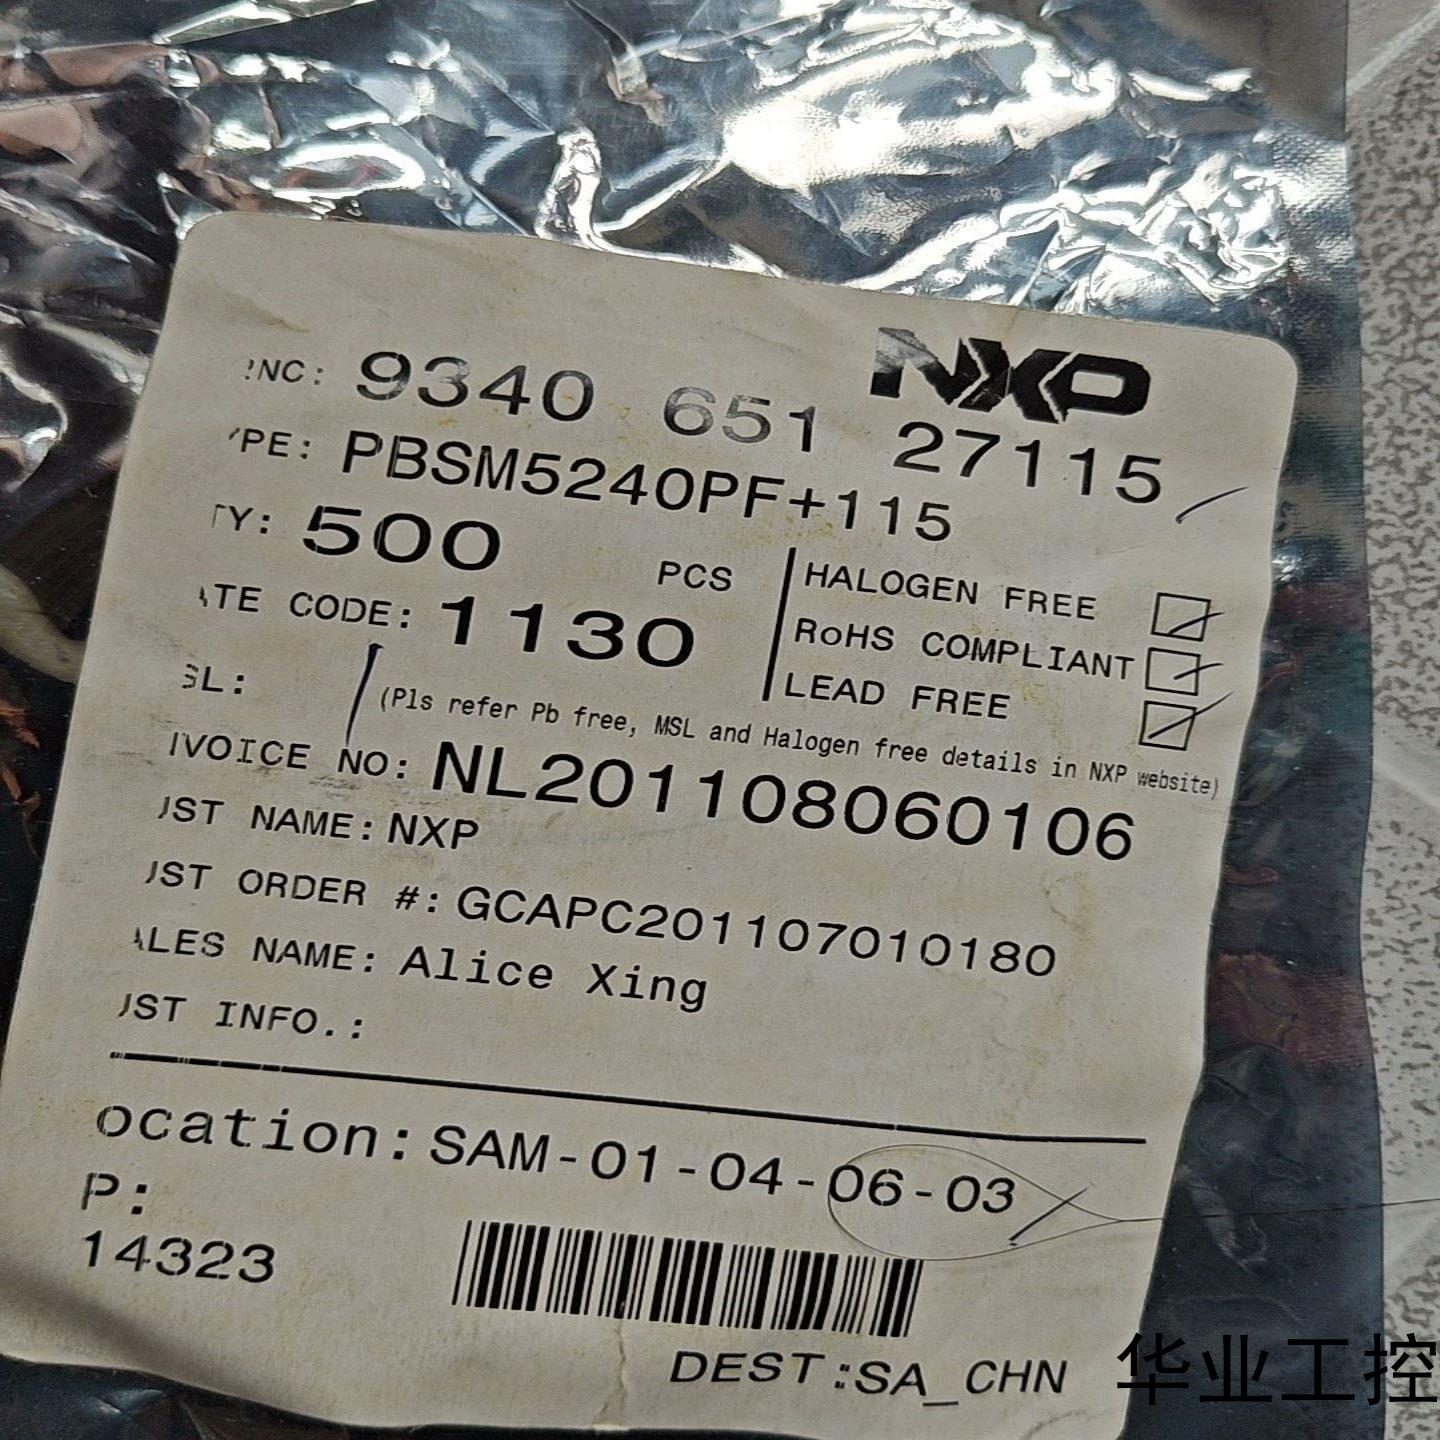 NXP
NC: 9340 651 27115
PE: PBSM5240PF+115
Y: 500 PCS
HALOGEN FREE
ATE CODE: 1130
RoHS COMPLIANT
LEAD FREE
SL:
(Pls refer Pb free, MSL and Halogen free details in NXP website)
VOICE NO: NL201108060106
UST NAME: NXP
UST ORDER #: GCAPC201107010180
ALES NAME: Alice Xing
UST INFO.:
ocation: SAM-01-04-06-03
P:
14323
DEST:SA_CHN
华业工控